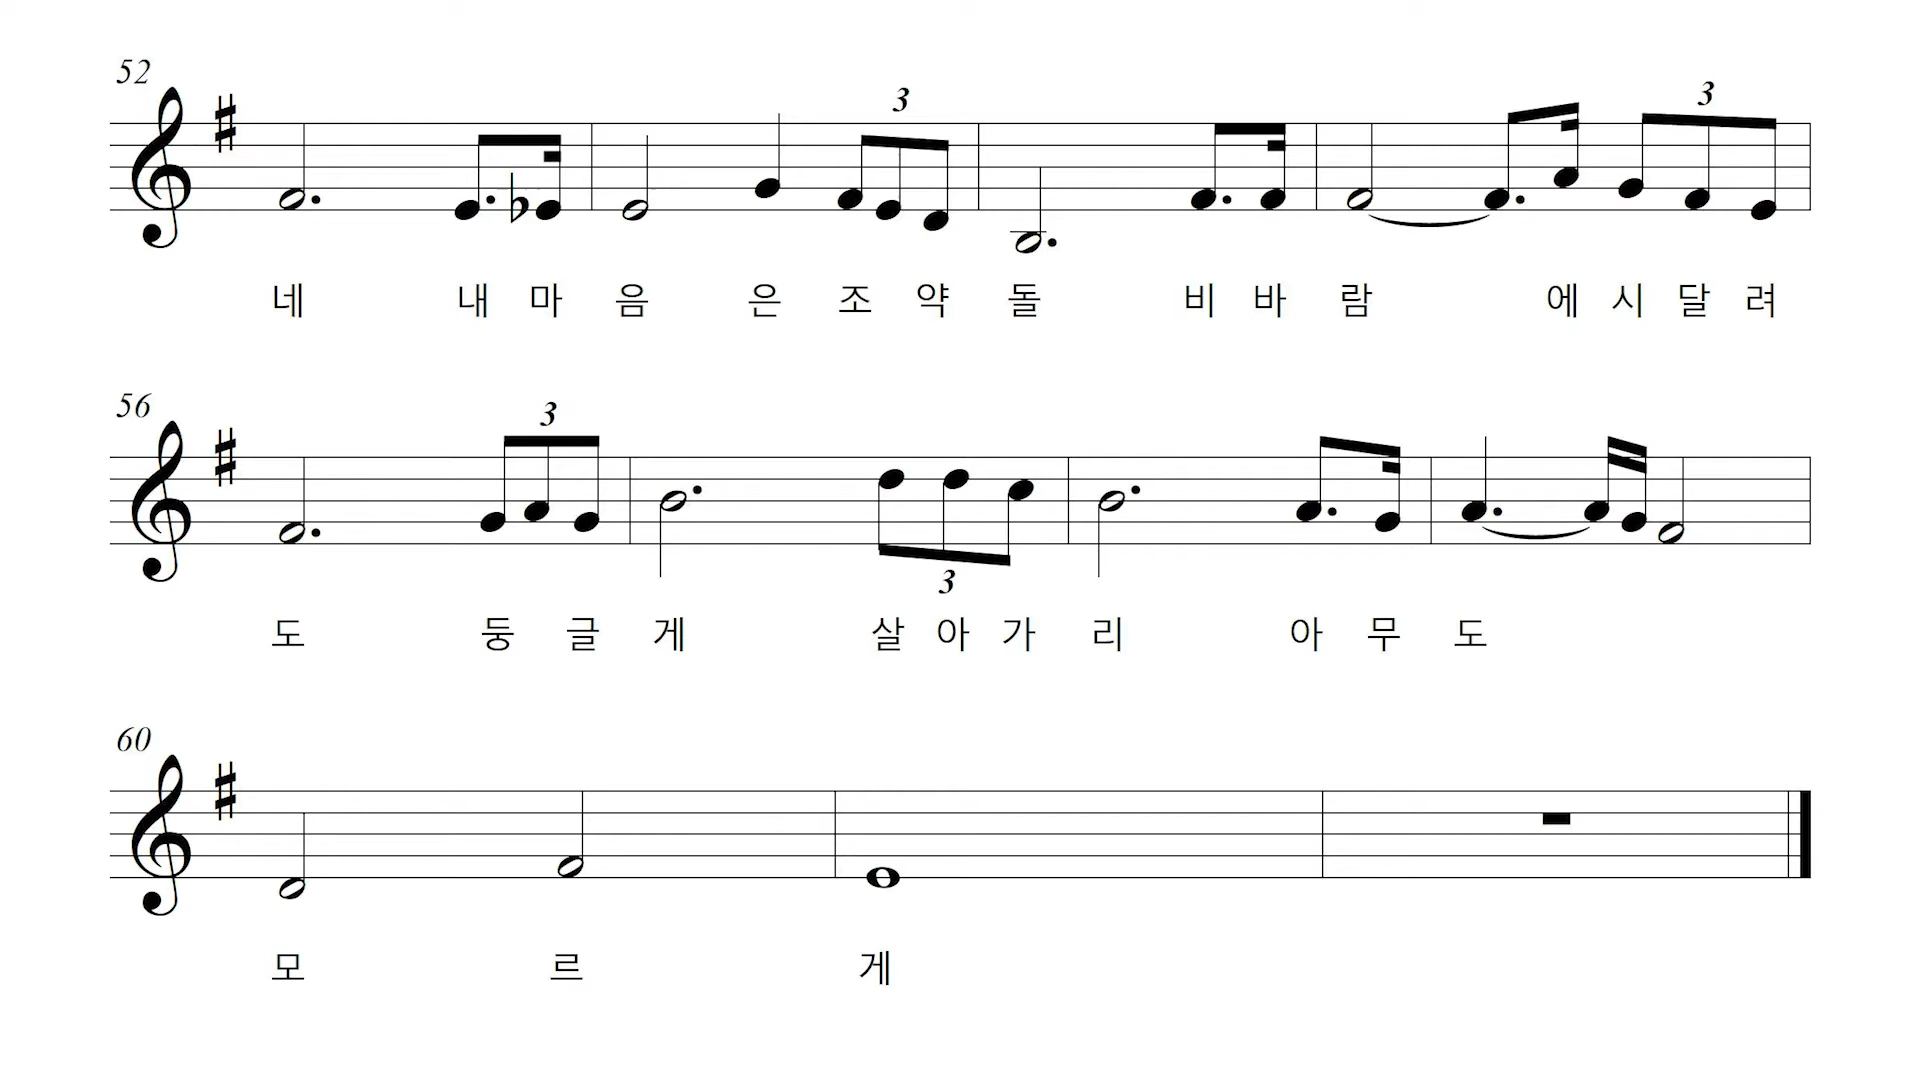 52
3 3
네 내 마 음 은 조 약 돌 비 바 람 에 시 달 려
56
3 3
도 둥 글 게 살 아 가 리 아 무 도
60
모 르 게